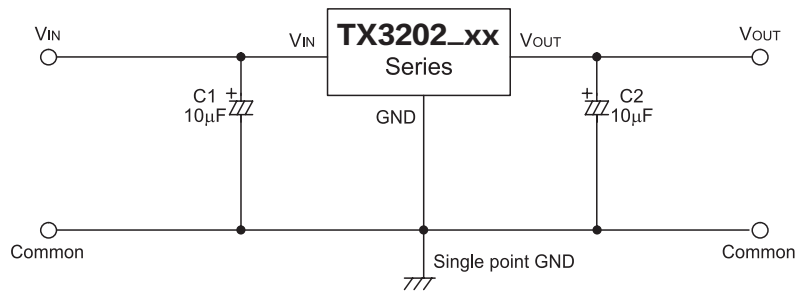 VIN
VIN
TX3202_xx
Series
VOUT
VOUT
C1
10μF
+
GND
+
C2
10μF
Common
Single point GND
Common